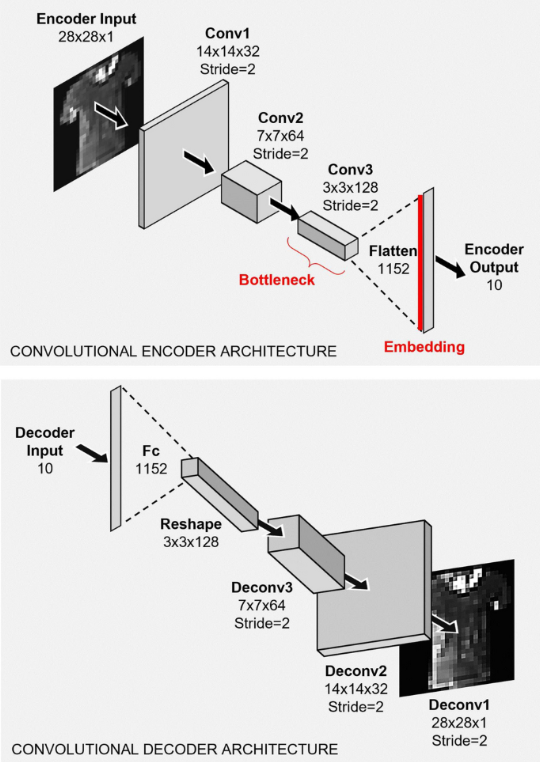 Encoder Input
28x28x1
Conv1
14x14x32
Stride=2
Conv2
7x7x64
Stride=2
Conv3
3x3x128
Stride=2
Bottleneck
Flatten
1152
Encoder
Output
10
Embedding
CONVOLUTIONAL ENCODER ARCHITECTURE
Decoder
Input
10
Fc
1152
Reshape
3x3x128
Deconv3
7x7x64
Stride=2
Deconv2
14x14x32
Stride=2
Deconv1
28x28x1
Stride=2
CONVOLUTIONAL DECODER ARCHITECTURE